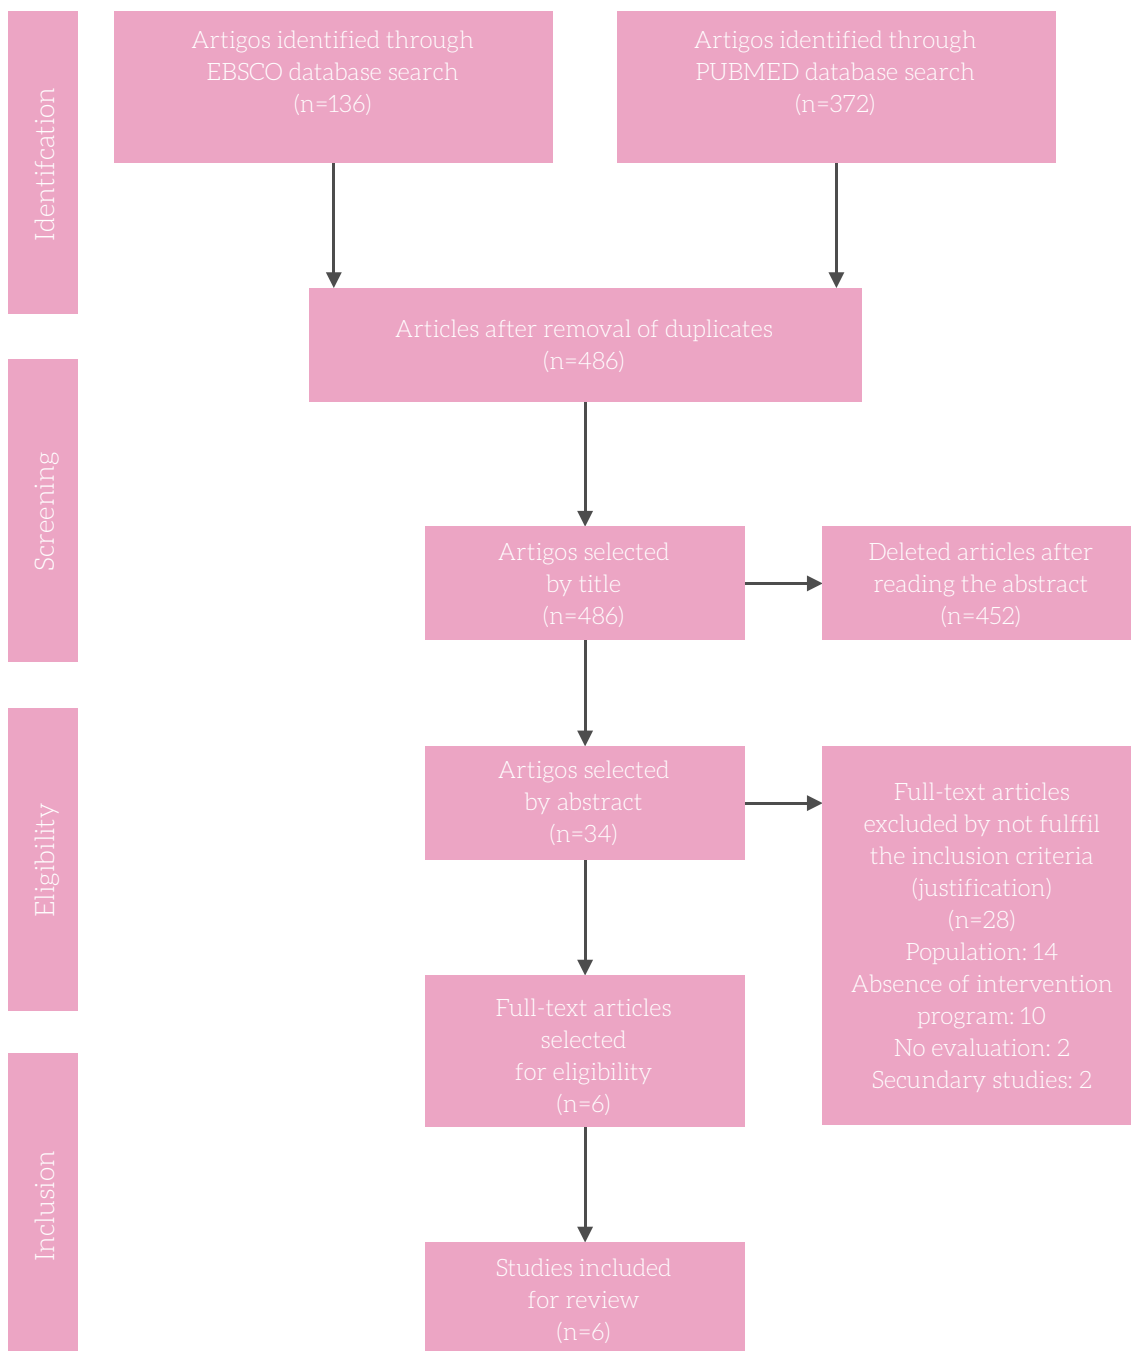 Identifcation
Artigos identified through
EBSCO database search
(n=136)
Artigos identified through
PUBMED database search
(n=372)
Articles after removal of duplicates
(n=486)
Screening
Artigos selected
by title
(n=486)
Deleted articles after
reading the abstract
(n=452)
Eligibility
Artigos selected
by abstract
(n=34)
Full-text articles
excluded by not fulffil
the inclusion criteria
(justification)
(n=28)
Population: 14
Absence of intervention
program: 10
No evaluation: 2
Secundary studies: 2
Full-text articles
selected
for eligibility
(n=6)
Inclusion
Studies included
for review
(n=6)